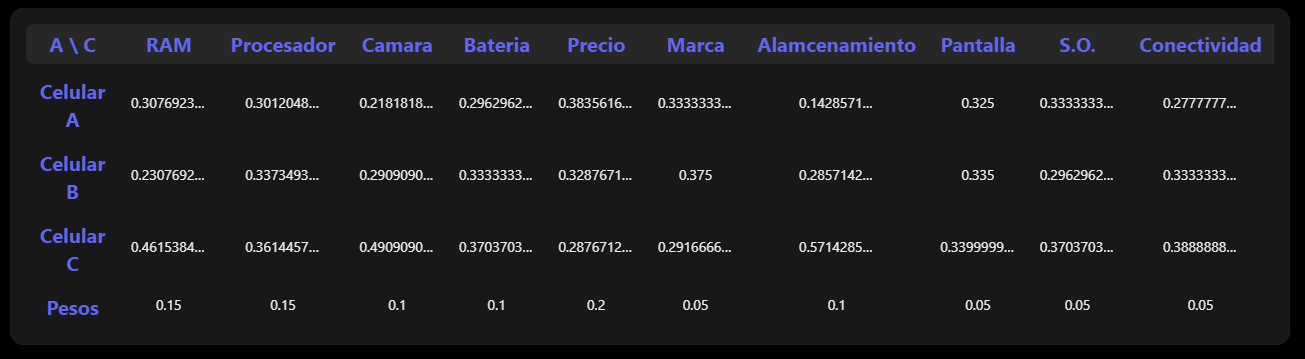 A \ C RAM Procesador Camara Bateria Precio Marca Alamcenamiento Pantalla S.O. Conectividad
Celular A 0.3076923... 0.3012048... 0.2181818... 0.2962962... 0.3835616... 0.3333333... 0.1428571... 0.325 0.3333333... 0.2777777...
Celular B 0.2307692... 0.3373493... 0.2909090... 0.3333333... 0.3287671... 0.375 0.2857142... 0.335 0.2962962... 0.3333333...
Celular C 0.4615384... 0.3614457... 0.4909090... 0.3703703... 0.2876712... 0.2916666... 0.5714285... 0.3399999... 0.3703703... 0.3888888...
Pesos 0.15 0.15 0.1 0.1 0.2 0.05 0.1 0.05 0.05 0.05